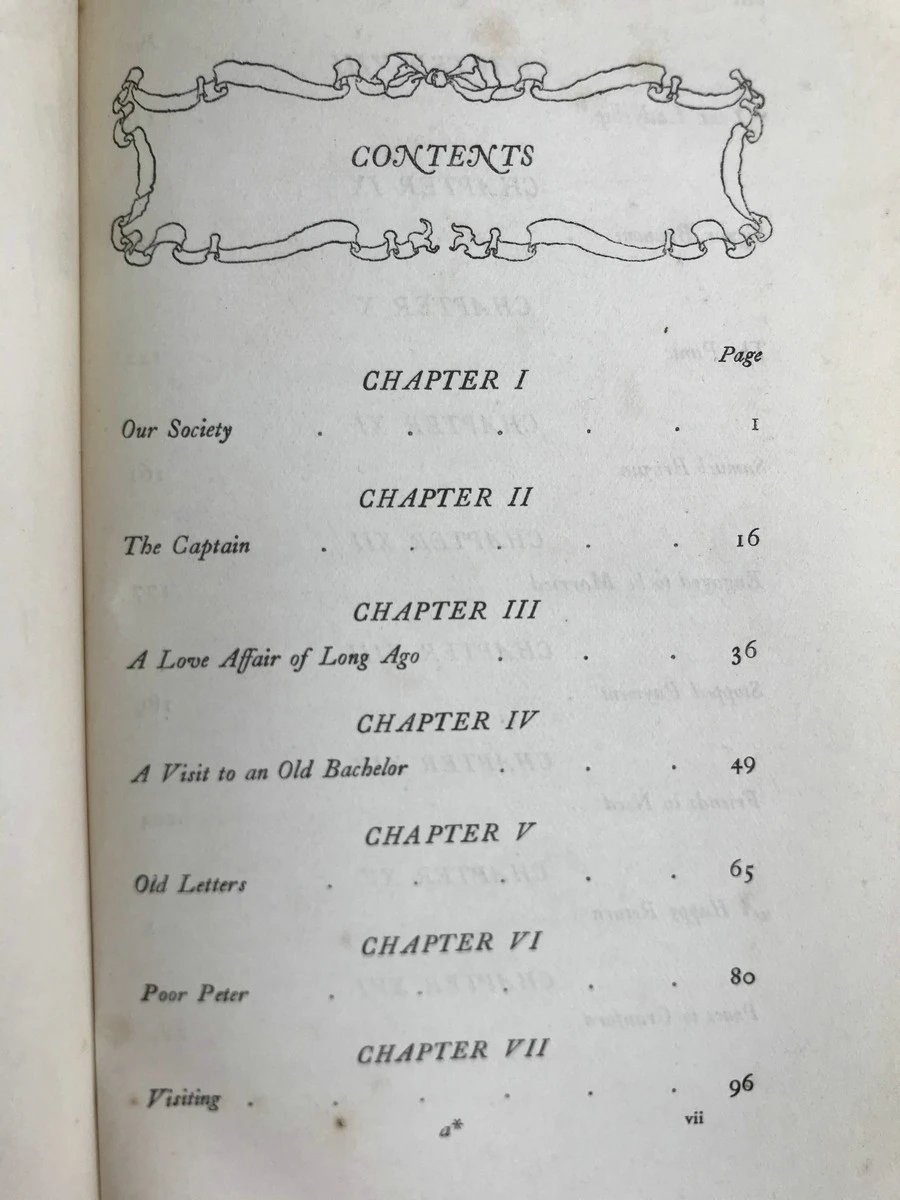 CONTENTS
Page
CHAPTER I
Our Society . . . . . 1
CHAPTER II
The Captain . . . . . 16
CHAPTER III
A Love Affair of Long Ago . . . 36
CHAPTER IV
A Visit to an Old Bachelor . . . 49
CHAPTER V
Old Letters . . . . . 65
CHAPTER VI
Poor Peter . . . . . 80
CHAPTER VII
Visiting . . . . . . 96
a* vii